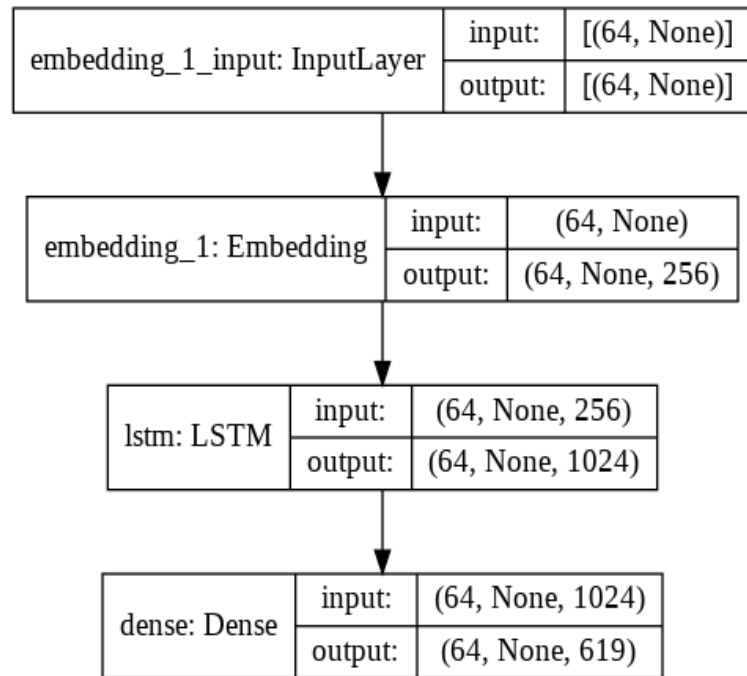 embedding_1_input: InputLayer
input: [(64, None)]
output: [(64, None)]
embedding_1: Embedding
input: (64, None)
output: (64, None, 256)
lstm: LSTM
input: (64, None, 256)
output: (64, None, 1024)
dense: Dense
input: (64, None, 1024)
output: (64, None, 619)